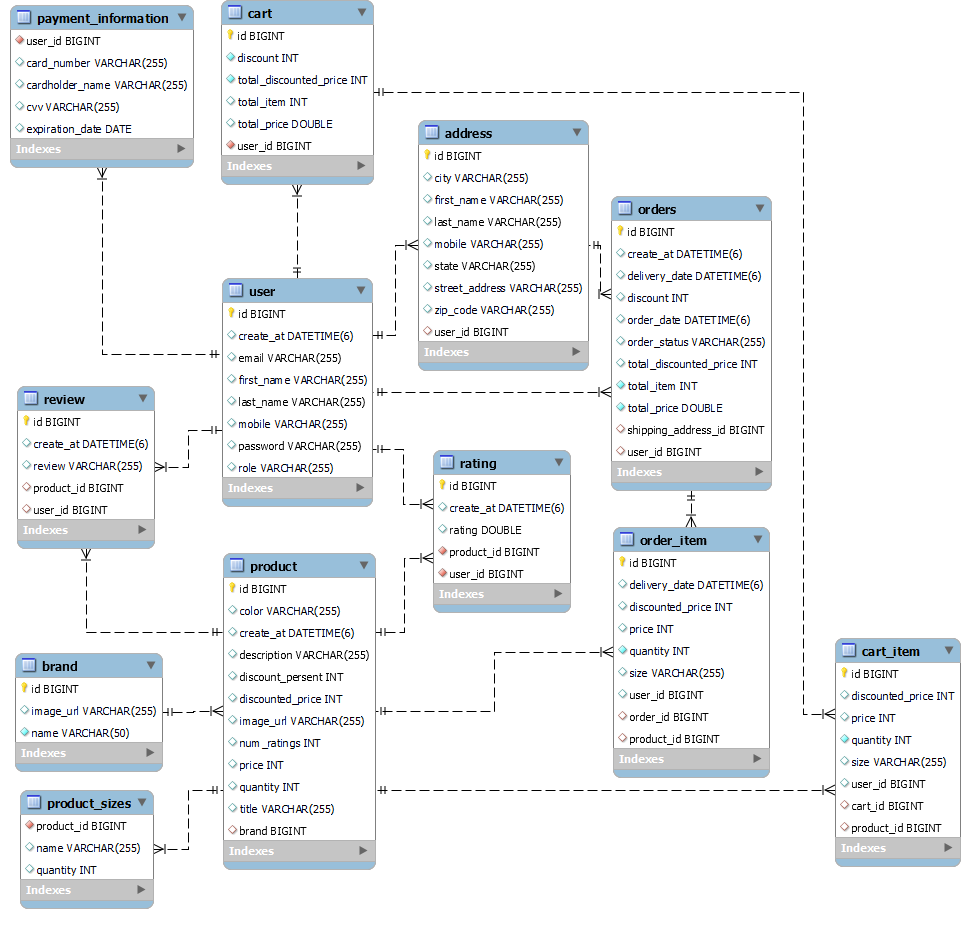 payment_information
user_id BIGINT
card_number VARCHAR(255)
cardholder_name VARCHAR(255)
cvv VARCHAR(255)
expiration_date DATE
Indexes
cart
id BIGINT
discount INT
total_discounted_price INT
total_item INT
total_price DOUBLE
user_id BIGINT
Indexes
address
id BIGINT
city VARCHAR(255)
first_name VARCHAR(255)
last_name VARCHAR(255)
mobile VARCHAR(255)
state VARCHAR(255)
street_address VARCHAR(255)
zip_code VARCHAR(255)
user_id BIGINT
Indexes
orders
id BIGINT
create_at DATETIME(6)
delivery_date DATETIME(6)
discount INT
order_date DATETIME(6)
order_status VARCHAR(255)
total_discounted_price INT
total_item INT
total_price DOUBLE
shipping_address_id BIGINT
user_id BIGINT
Indexes
user
id BIGINT
create_at DATETIME(6)
email VARCHAR(255)
first_name VARCHAR(255)
last_name VARCHAR(255)
mobile VARCHAR(255)
password VARCHAR(255)
role VARCHAR(255)
Indexes
review
id BIGINT
create_at DATETIME(6)
review VARCHAR(255)
product_id BIGINT
user_id BIGINT
Indexes
rating
id BIGINT
create_at DATETIME(6)
rating DOUBLE
product_id BIGINT
user_id BIGINT
Indexes
order_item
id BIGINT
delivery_date DATETIME(6)
discounted_price INT
price INT
quantity INT
size VARCHAR(255)
user_id BIGINT
order_id BIGINT
product_id BIGINT
Indexes
product
id BIGINT
color VARCHAR(255)
create_at DATETIME(6)
description VARCHAR(255)
discount_persent INT
discounted_price INT
image_url VARCHAR(255)
num_ratings INT
price INT
quantity INT
title VARCHAR(255)
brand BIGINT
Indexes
brand
id BIGINT
image_url VARCHAR(255)
name VARCHAR(50)
Indexes
cart_item
id BIGINT
discounted_price INT
price INT
quantity INT
size VARCHAR(255)
user_id BIGINT
cart_id BIGINT
product_id BIGINT
Indexes
product_sizes
product_id BIGINT
name VARCHAR(255)
quantity INT
Indexes